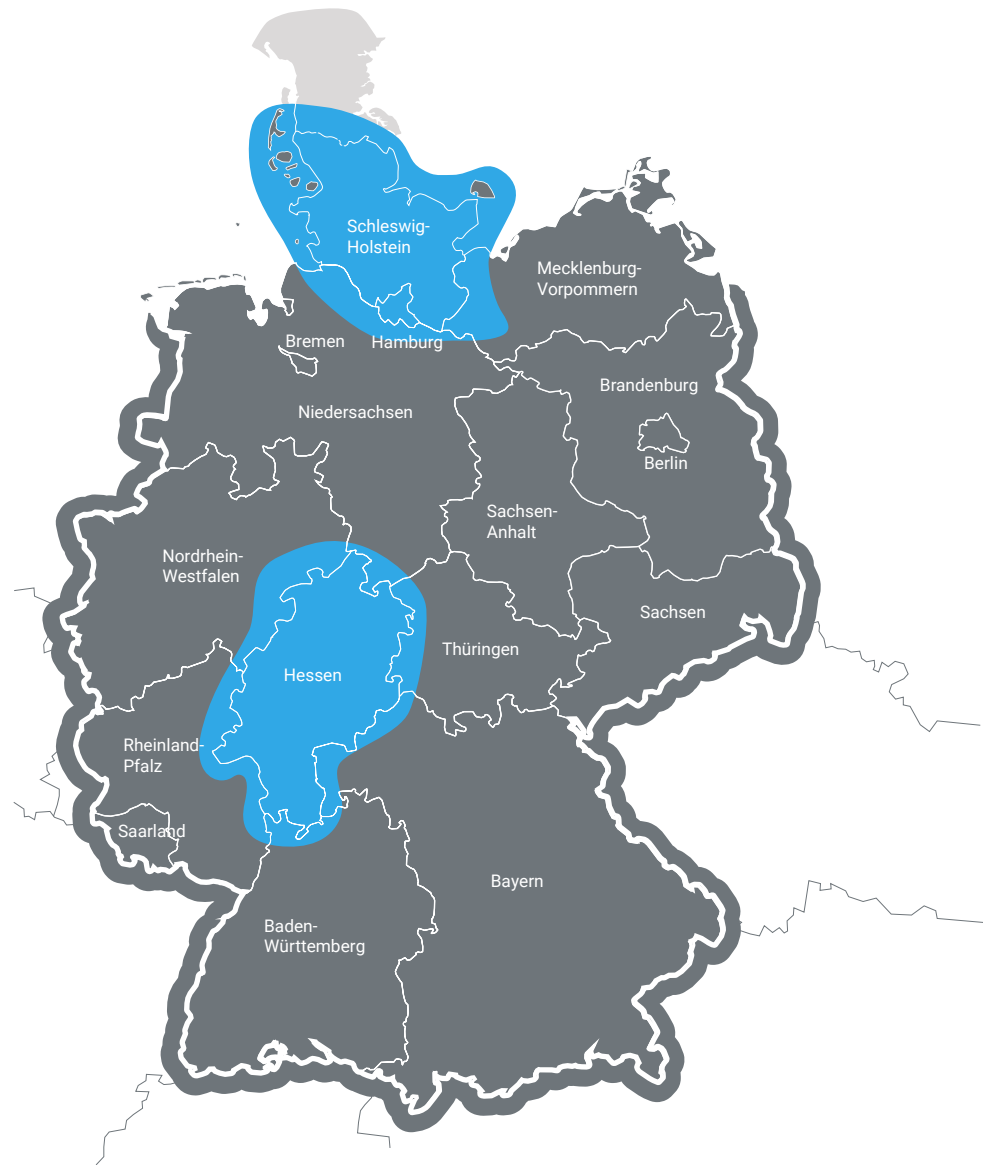 Schleswig-
Holstein
Mecklenburg-
Vorpommern
Bremen
Hamburg
Brandenburg
Niedersachsen
Berlin
Sachsen-
Anhalt
Nordrhein-
Westfalen
Sachsen
Thüringen
Hessen
Rheinland-
Pfalz
Saarland
Bayern
Baden-
Württemberg